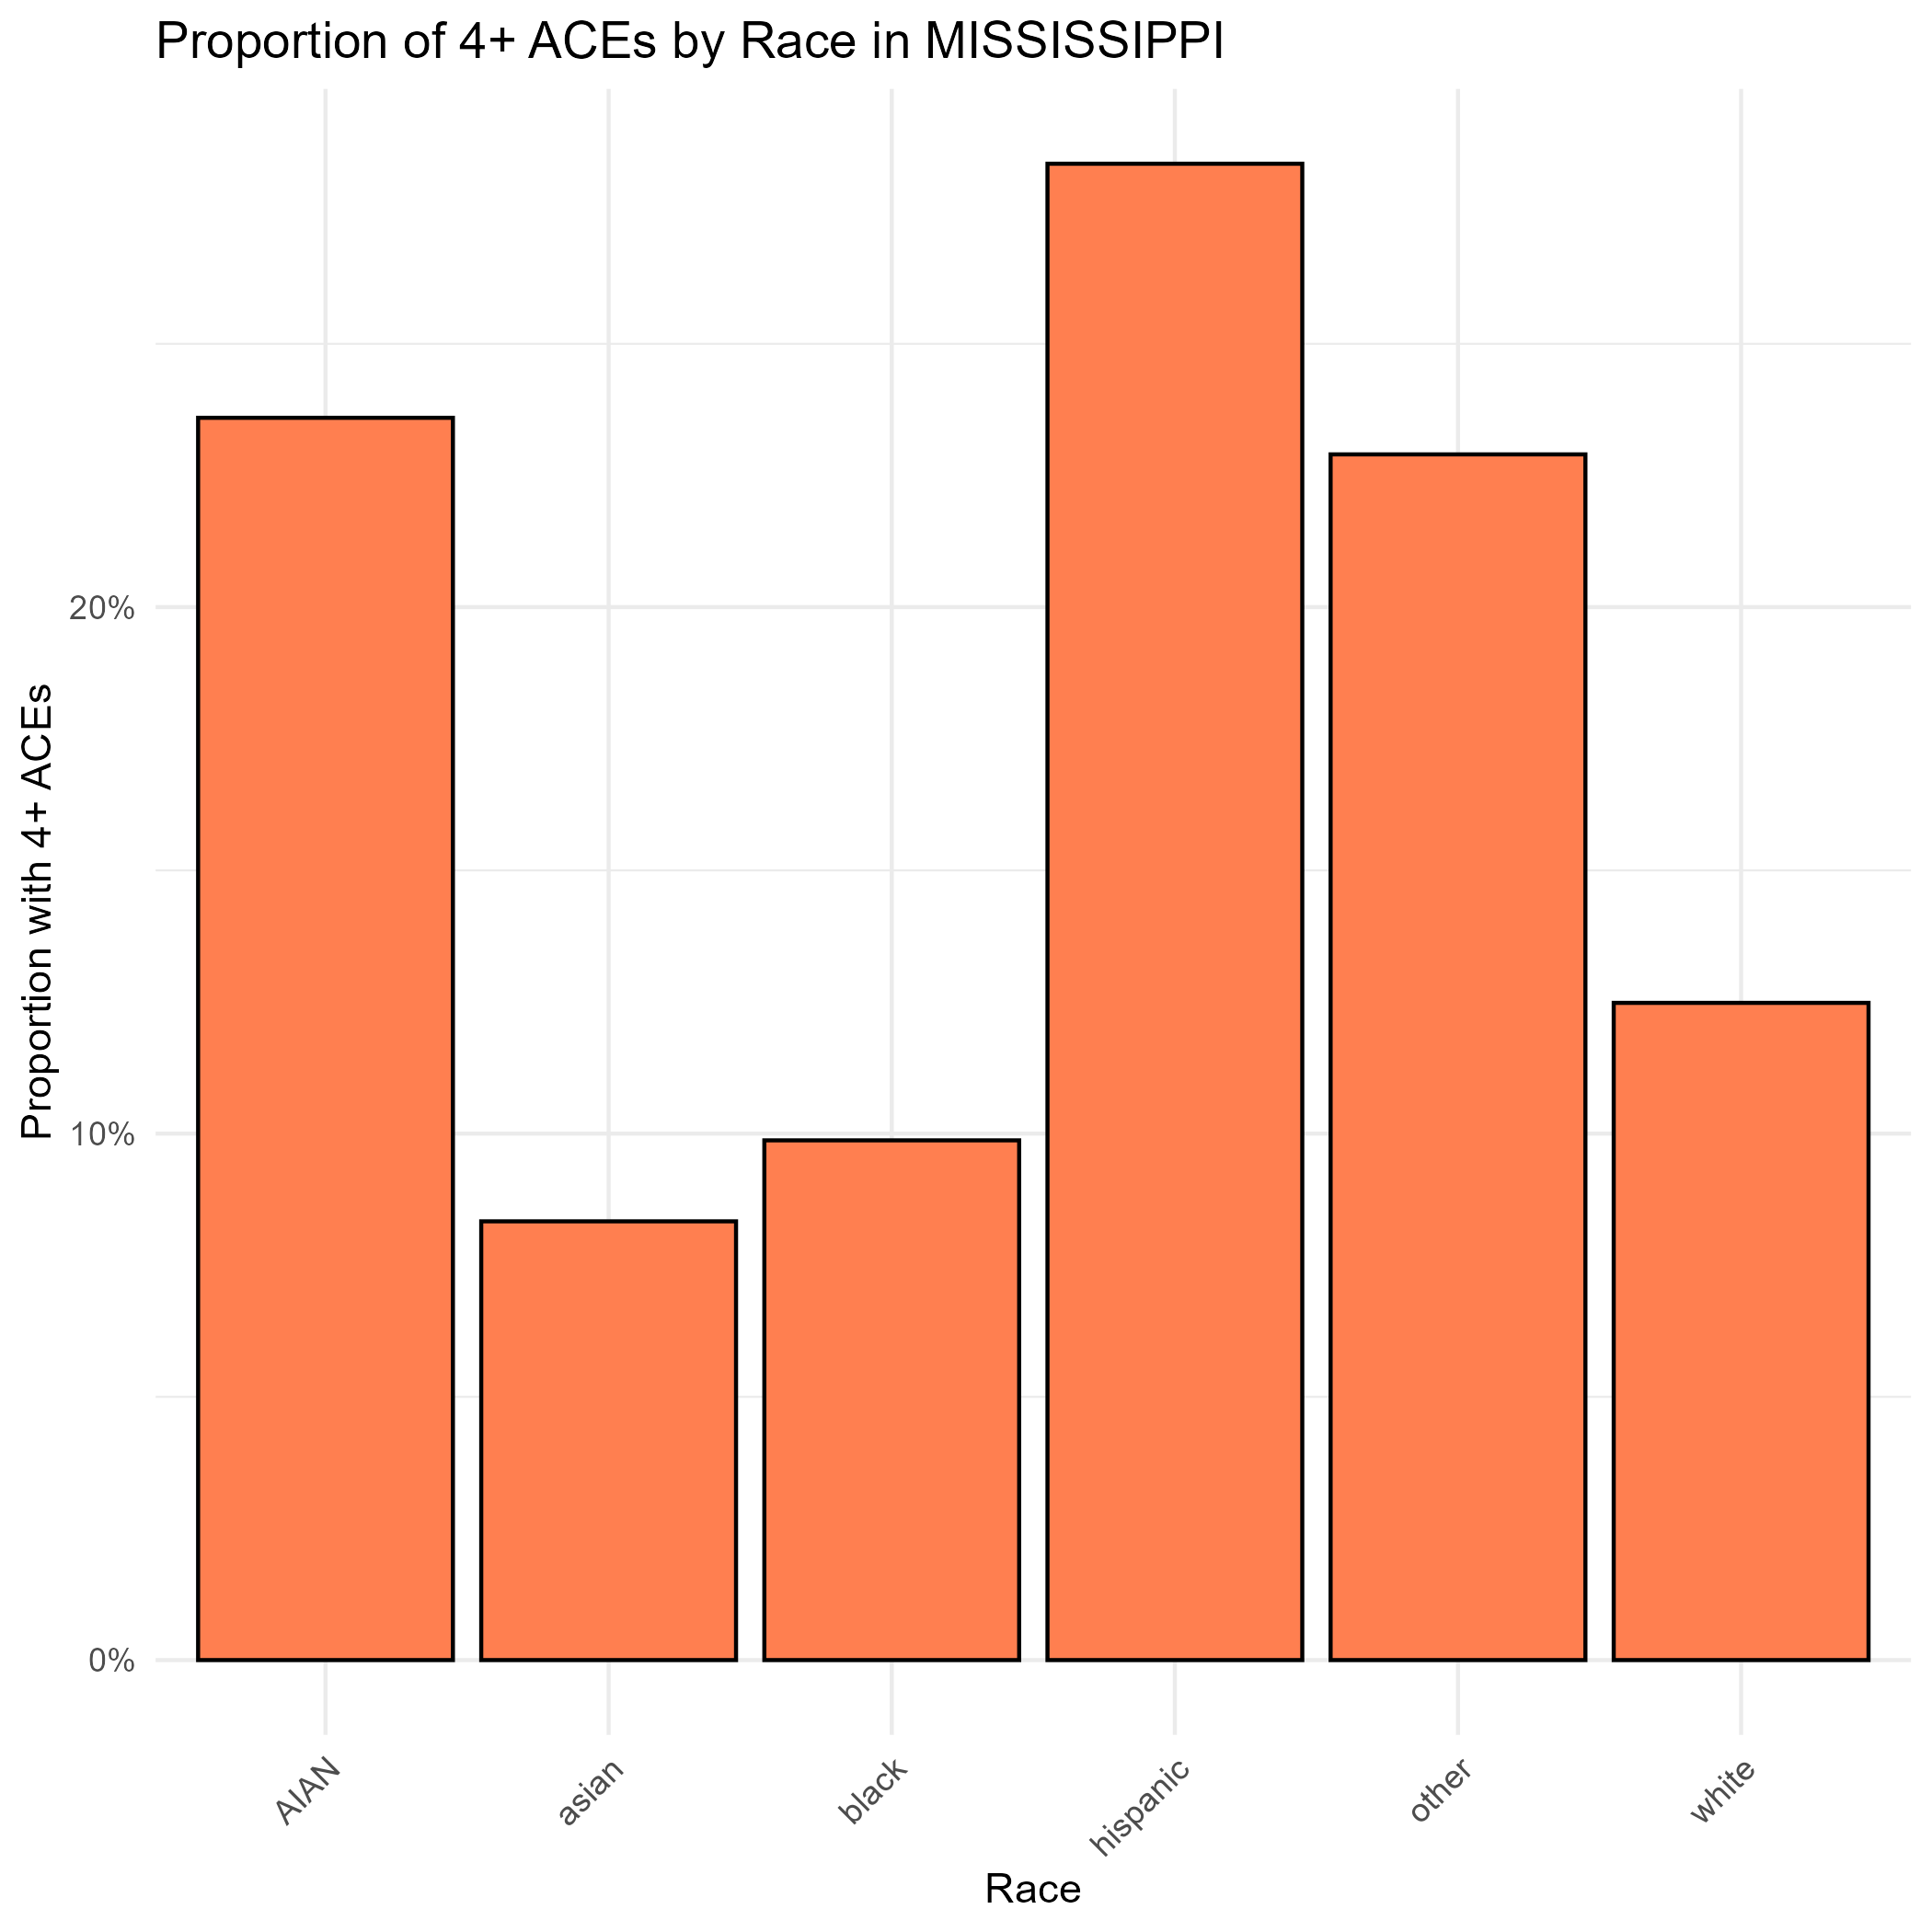 Proportion of 4+ ACEs by Race in MISSISSIPPI
Proportion with 4+ ACEs
20%
10%
0%
AIAN
asian
black
hispanic
other
white
Race